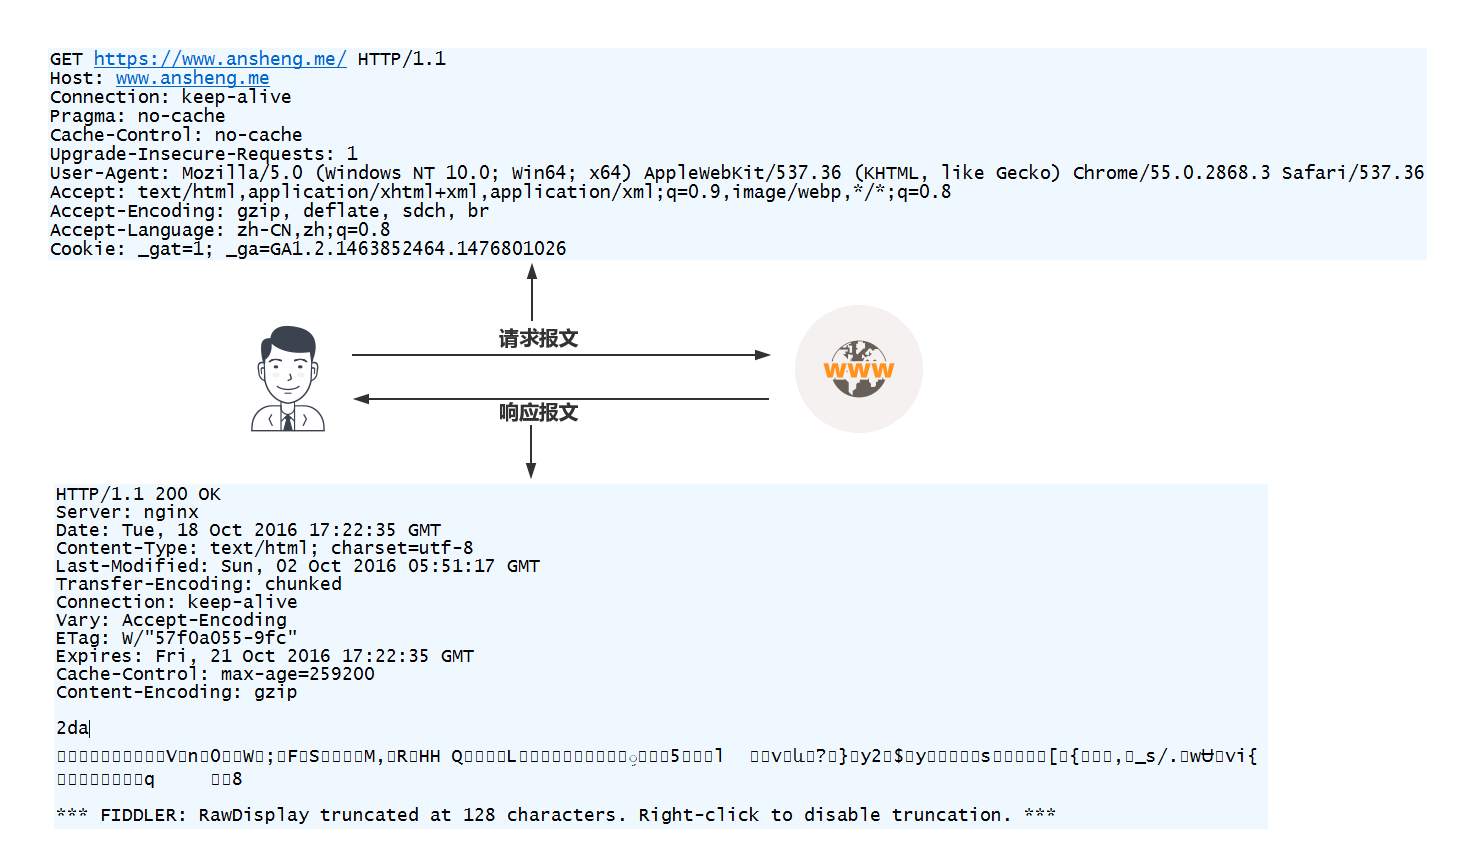 GET https://www.ansheng.me/ HTTP/1.1
Host: www.ansheng.me
Connection: keep-alive
Pragma: no-cache
Cache-Control: no-cache
Upgrade-Insecure-Requests: 1
User-Agent: Mozilla/5.0 (Windows NT 10.0; Win64; x64) AppleWebKit/537.36 (KHTML, like Gecko) Chrome/55.0.2868.3 Safari/537.36
Accept: text/html,application/xhtml+xml,application/xml;q=0.9,image/webp,*/*;q=0.8
Accept-Encoding: gzip, deflate, sdch, br
Accept-Language: zh-CN,zh;q=0.8
Cookie: _gat=1; _ga=GA1.2.1463852464.1476801026
请求报文
WWW
响应报文
HTTP/1.1 200 OK
Server: nginx
Date: Tue, 18 Oct 2016 17:22:35 GMT
Content-Type: text/html; charset=utf-8
Last-Modified: Sun, 02 Oct 2016 05:51:17 GMT
Transfer-Encoding: chunked
Connection: keep-alive
Vary: Accept-Encoding
ETag: W/"57f0a055-9fc"
Expires: Fri, 21 Oct 2016 17:22:35 GMT
Cache-Control: max-age=259200
Content-Encoding: gzip
2da
*** FIDDLER: RawDisplay truncated at 128 characters. Right-click to disable truncation. ***